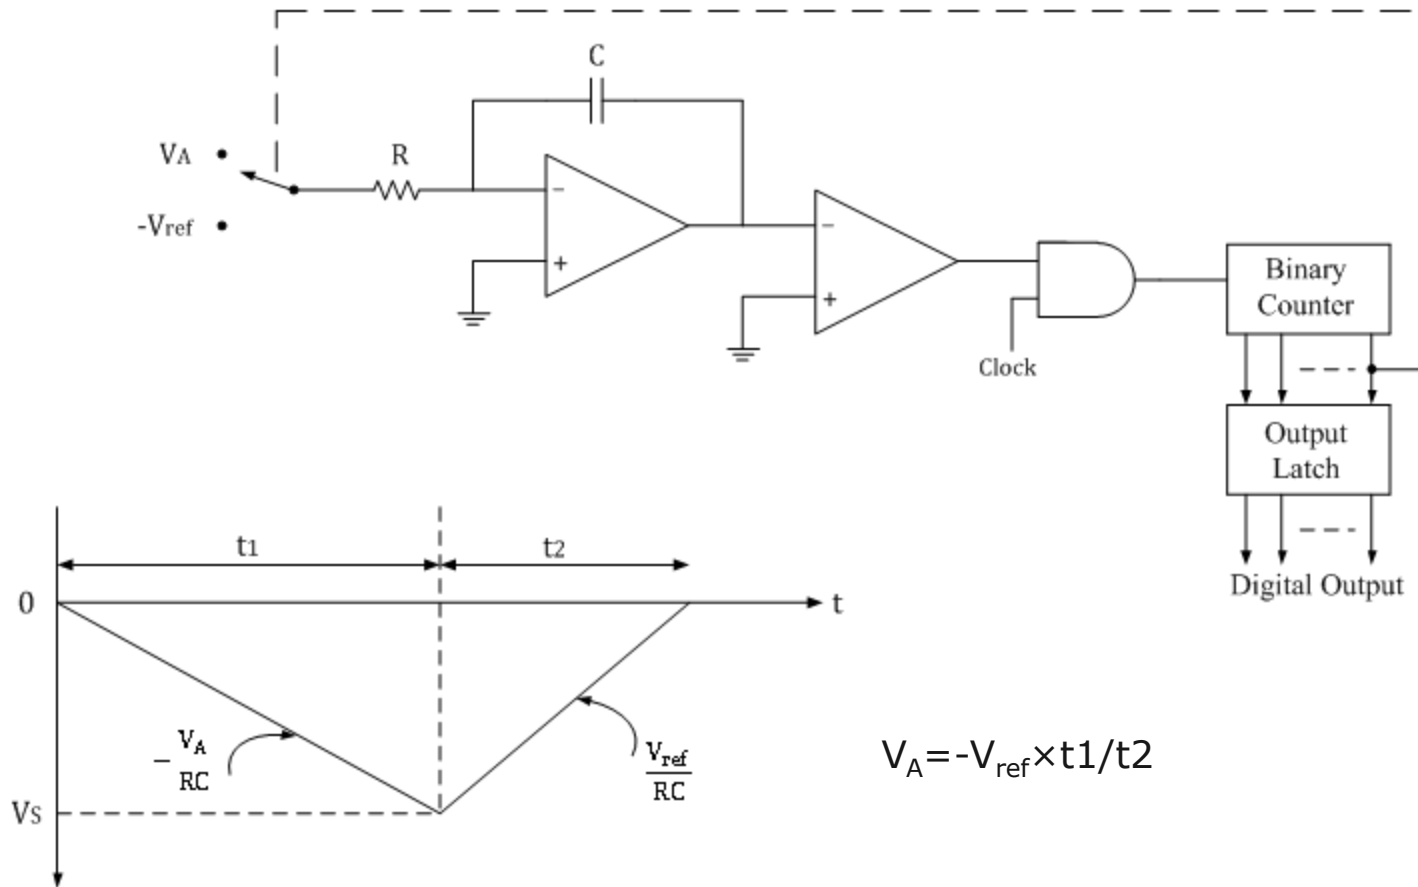 C
VA
R
-Vref
−
+
−
+
Clock
Binary
Counter
Output
Latch
Digital Output
t1
t2
0
t
− VA
RC
Vref
RC
VS
VA=-Vref×t1/t2